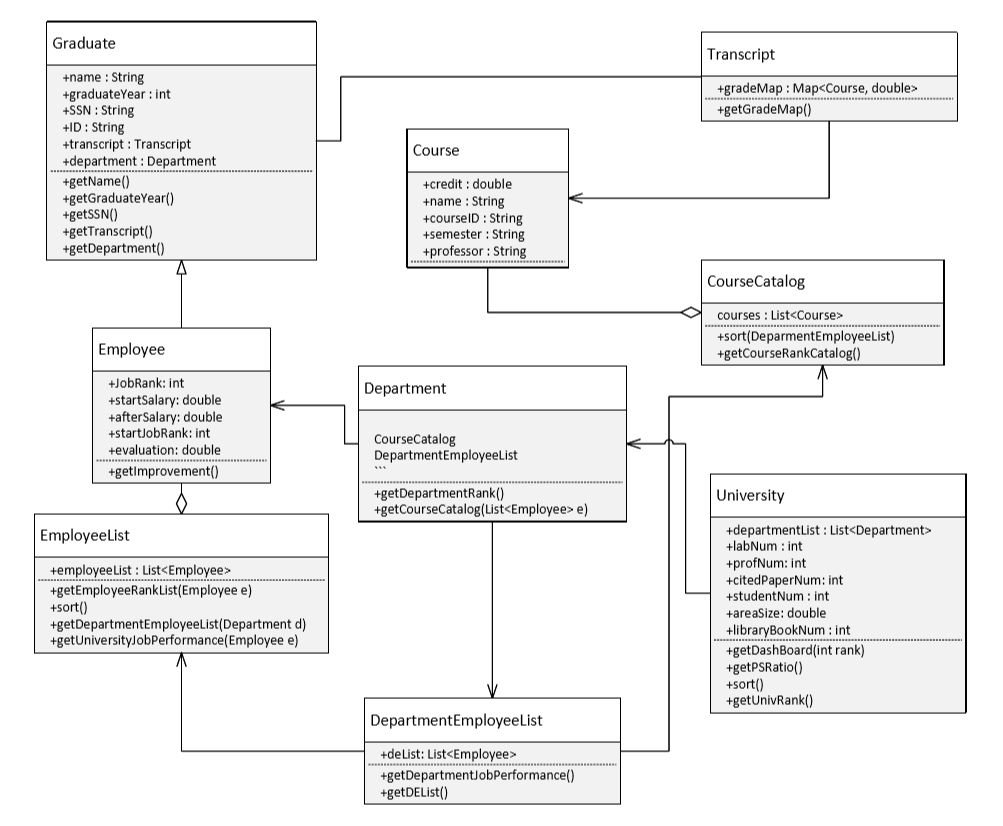 Graduate
+name : String
+graduateYear : int
+SSN : String
+ID : String
+transcript : Transcript
+department : Department
+getName()
+getGraduateYear()
+getSSN()
+getTranscript()
+getDepartment()
Transcript
+gradeMap : Map<Course, double>
+getGradeMap()
Course
+credit : double
+name : String
+courseID : String
+semester : String
+professor : String
CourseCatalog
courses : List<Course>
+sort(DeparmentEmployeeList)
+getCourseRankCatalog()
Employee
+JobRank: int
+startSalary: double
+afterSalary: double
+startJobRank: int
+evaluation: double
+getImprovement()
Department
CourseCatalog
DepartmentEmployeeList
```
+getDepartmentRank()
+getCourseCatalog(List<Employee> e)
University
+departmentList : List<Department>
+labNum : int
+profNum: int
+citedPaperNum: int
+studentNum : int
+areaSize: double
+libraryBookNum : int
+getDashBoard(int rank)
+getPSRatio()
+sort()
+getUnivRank()
EmployeeList
+employeeList : List<Employee>
+getEmployeeRankList(Employee e)
+sort()
+getDepartmentEmployeeList(Department d)
+getUniversityJobPerformance(Employee e)
DepartmentEmployeeList
+deList: List<Employee>
+getDepartmentJobPerformance()
+getDEList()